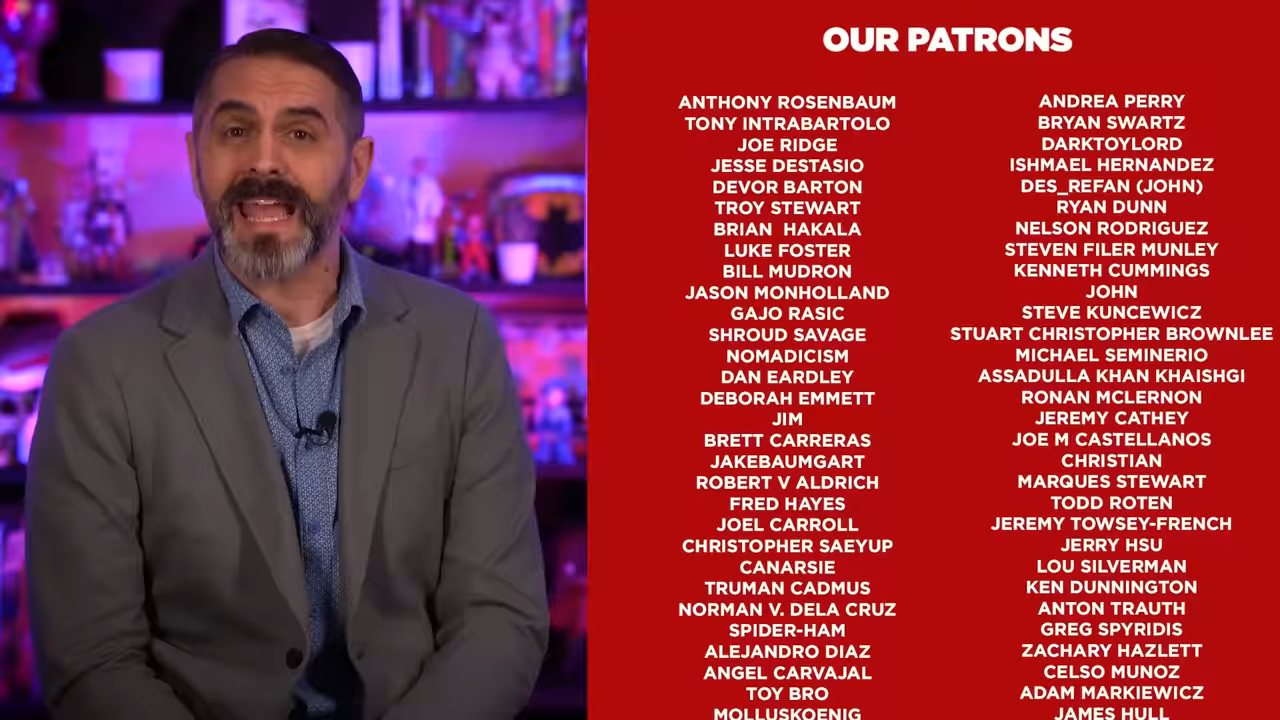 OUR PATRONS
ANTHONY ROSENBAUM
TONY INTRABARTOLO
JOE RIDGE
JESSE DESTASIO
DEVOR BARTON
TROY STEWART
BRIAN  HAKALA
LUKE FOSTER
BILL MUDRON
JASON MONHOLLAND
GAJO RASIC
SHROUD SAVAGE
NOMADICISM
DAN EARDLEY
DEBORAH EMMETT
JIM
BRETT CARRERAS
JAKEBAUMGART
ROBERT V ALDRICH
FRED HAYES
JOEL CARROLL
CHRISTOPHER SAEYUP
CANARSIE
TRUMAN CADMUS
NORMAN V. DELA CRUZ
SPIDER-HAM
ALEJANDRO DIAZ
ANGEL CARVAJAL
TOY BRO
MOLLUSKOENIG
ANDREA PERRY
BRYAN SWARTZ
DARKTOYLORD
ISHMAEL HERNANDEZ
DES_REFAN (JOHN)
RYAN DUNN
NELSON RODRIGUEZ
STEVEN FILER MUNLEY
KENNETH CUMMINGS
JOHN
STEVE KUNCEWICZ
STUART CHRISTOPHER BROWNLEE
MICHAEL SEMINERIO
ASSADULLA KHAN KHAISHGI
RONAN MCLERNON
JEREMY CATHEY
JOE M CASTELLANOS
CHRISTIAN
MARQUES STEWART
TODD ROTEN
JEREMY TOWSEY-FRENCH
JERRY HSU
LOU SILVERMAN
KEN DUNNINGTON
ANTON TRAUTH
GREG SPYRIDIS
ZACHARY HAZLETT
CELSO MUNOZ
ADAM MARKIEWICZ
JAMES HULL